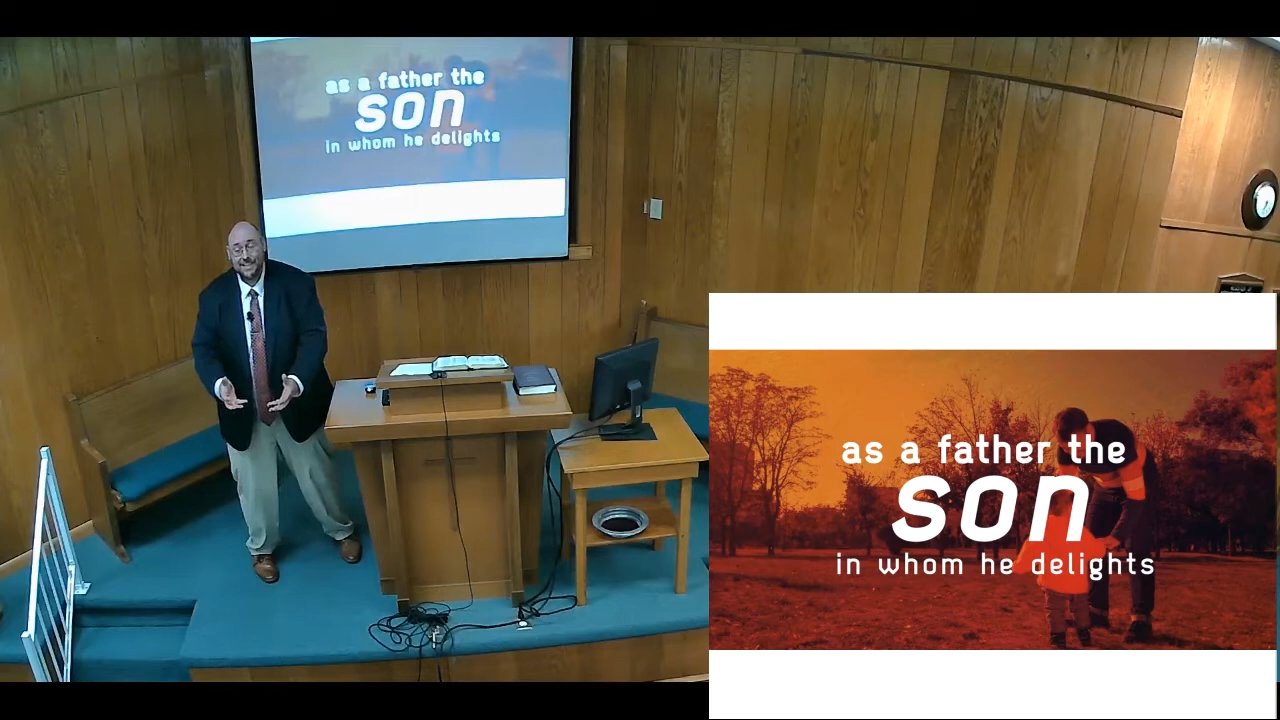 as a father the
son
in whom he delights
as a father the
son
in whom he delights